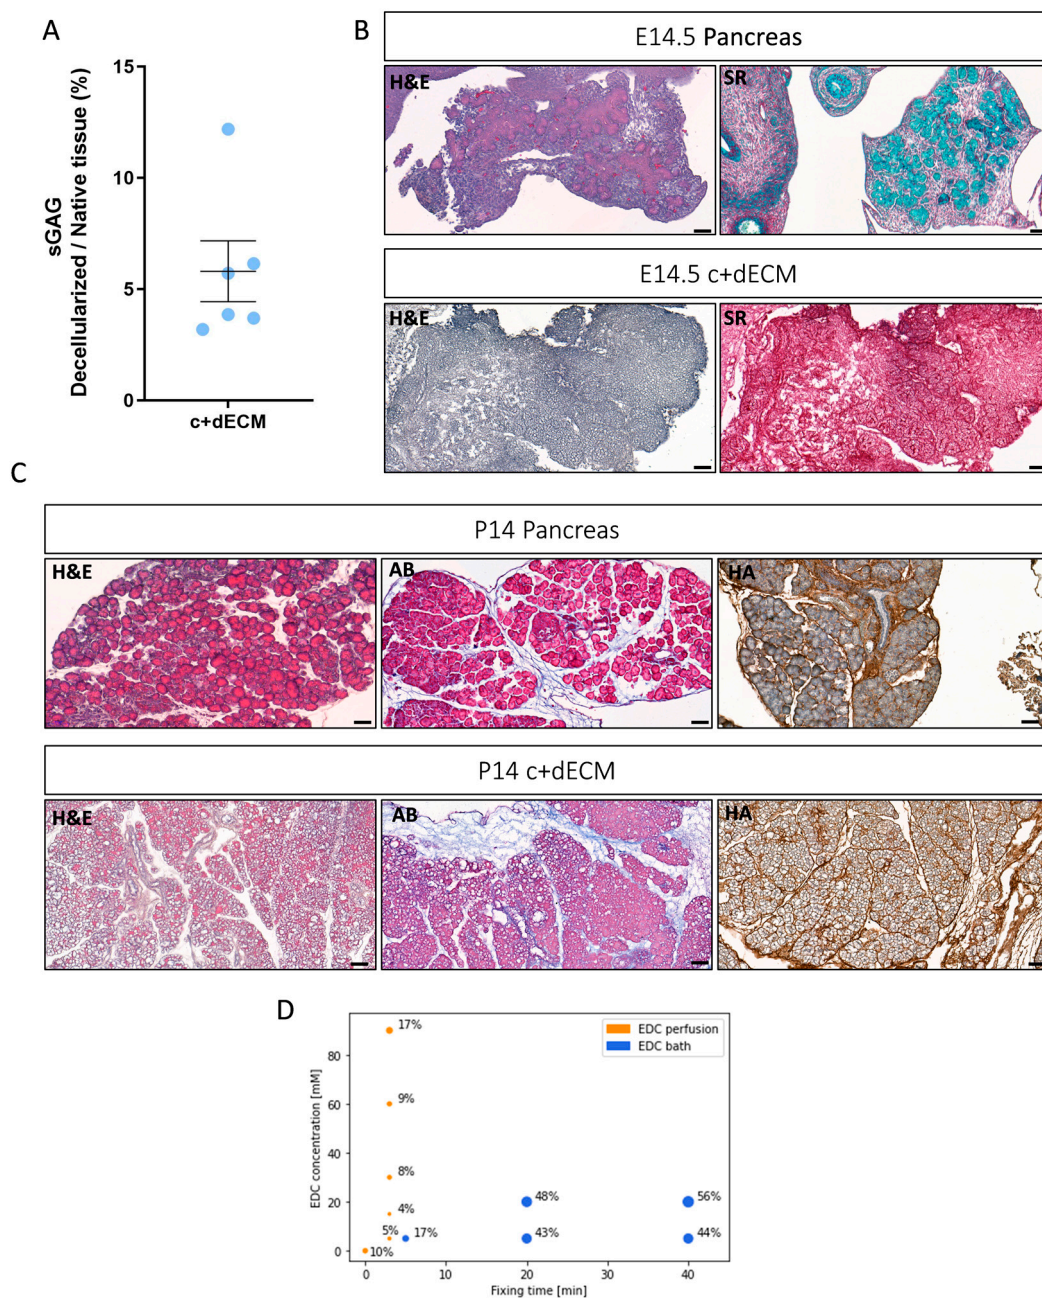 A
15
10
5
0
sGAG
Decellularized / Native tissue (%)
c+dECM
B
E14.5 Pancreas
H&E
SR
E14.5 c+dECM
H&E
SR
C
P14 Pancreas
H&E
AB
HA
P14 c+dECM
H&E
AB
HA
D
EDC perfusion
EDC bath
EDC concentration [mM]
80
60
40
20
0
17%
9%
8%
4%
5%
10%
17%
48%
43%
56%
44%
0
10
20
30
40
Fixing time [min]